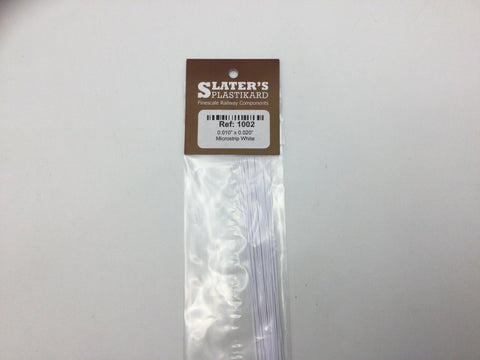 SLATER'S
PLASTIKARD
Finescale Railway Components
Ref: 1002
0.010" x 0.020"
Microstrip White